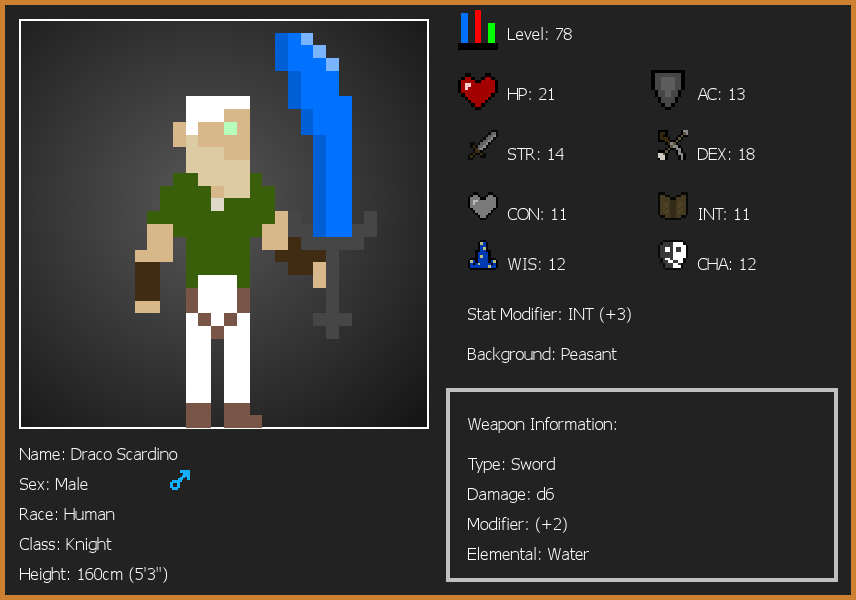 Level: 78
HP: 21
AC: 13
STR: 14
DEX: 18
CON: 11
INT: 11
WIS: 12
CHA: 12
Stat Modifier: INT (+3)
Background: Peasant
Weapon Information:
Type: Sword
Damage: d6
Modifier: (+2)
Elemental: Water
Name: Draco Scardino
Sex: Male
Race: Human
Class: Knight
Height: 160cm (5'3")